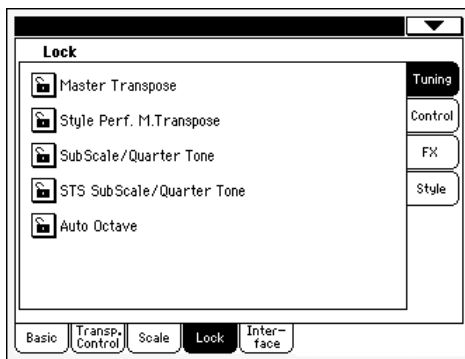 Lock
Master Transpose
Style Perf. M.Transpose
SubScale/Quarter Tone
STS SubScale/Quarter Tone
Auto Octave
Tuning
Control
FX
Style
Basic
Transp.
Control
Scale
Lock
Inter-
face